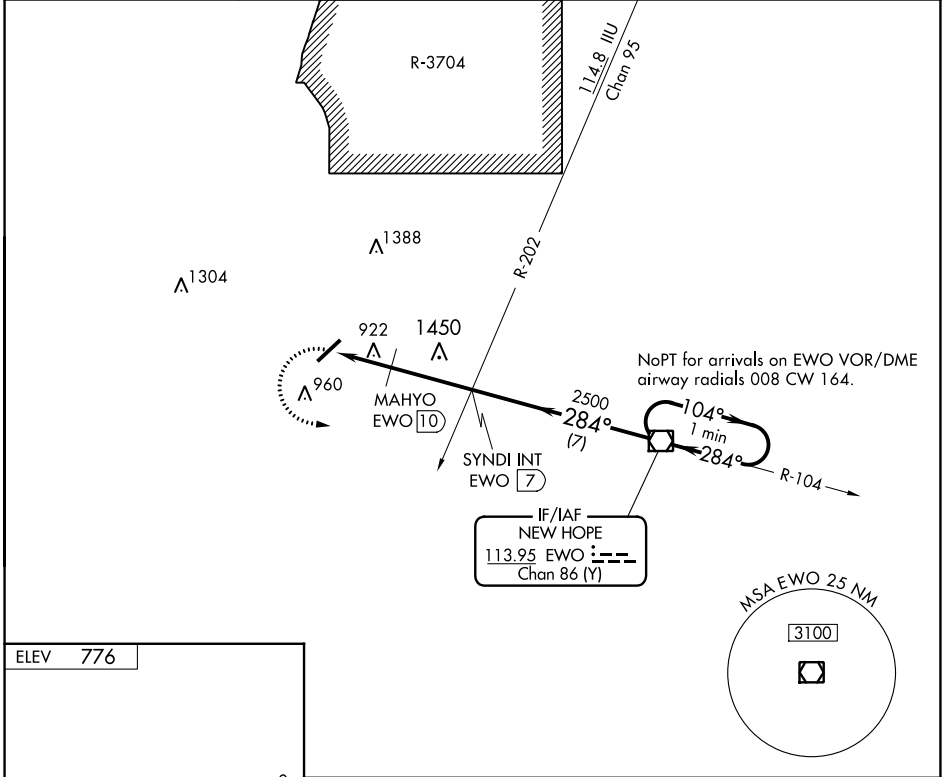 R-3704
114.8 IIU
Chan 95
R-202
1388
1304
922
1450
960
MAHYO
EWO 10
SYNDI INT
EWO 7
2500
284°
(7)
NoPT for arrivals on EWO VOR/DME
airway radials 008 CW 164.
104°
1 min
284°
R-104
IF/IAF
NEW HOPE
113.95 EWO
Chan 86 (Y)
MSA EWO 25 NM
3100
ELEV 776